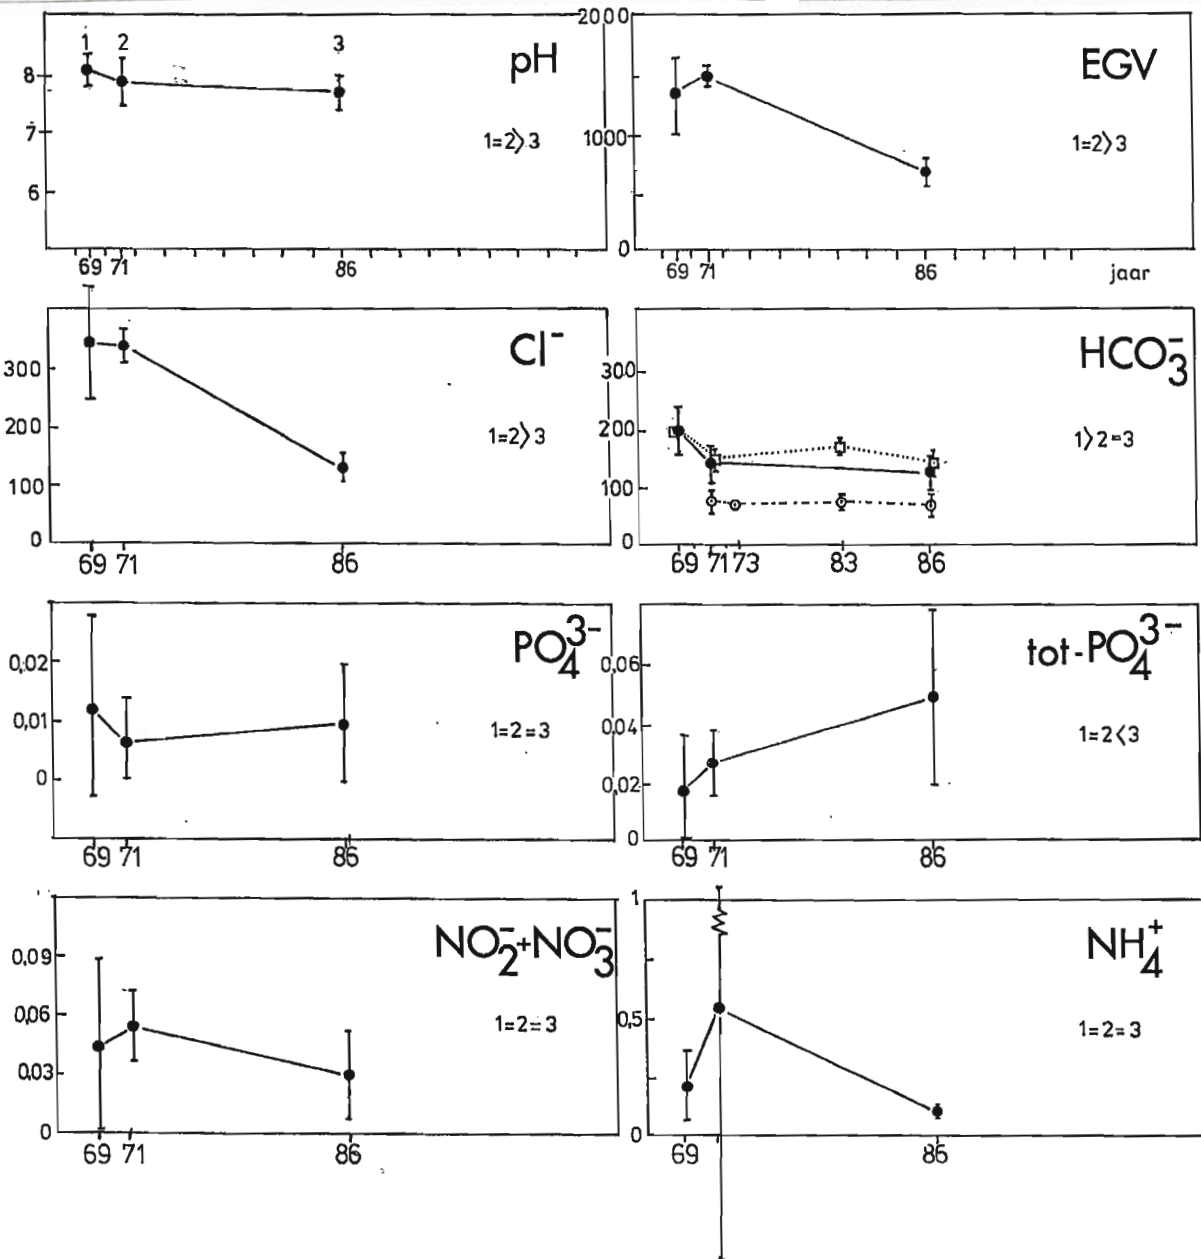 1 2 3
pH
8
7
6
1=2>3
69 71 86
2000
EGV
1000
1=2>3
0
69 71 86 jaar
Cl⁻
300
200
1=2>3
100
0
69 71 86
HCO₃⁻
300
200
1>2=3
100
0
69 71 73 83 86
PO₄³⁻
0,02
0,01
1=2=3
0
69 71 86
tot-PO₄³⁻
0,06
0,04
1=2<3
0,02
0
69 71 86
NO₂⁻+NO₃⁻
0,09
0,06
1=2=3
0,03
0
69 71 86
1
NH₄⁺
0,5
1=2=3
0
69 86